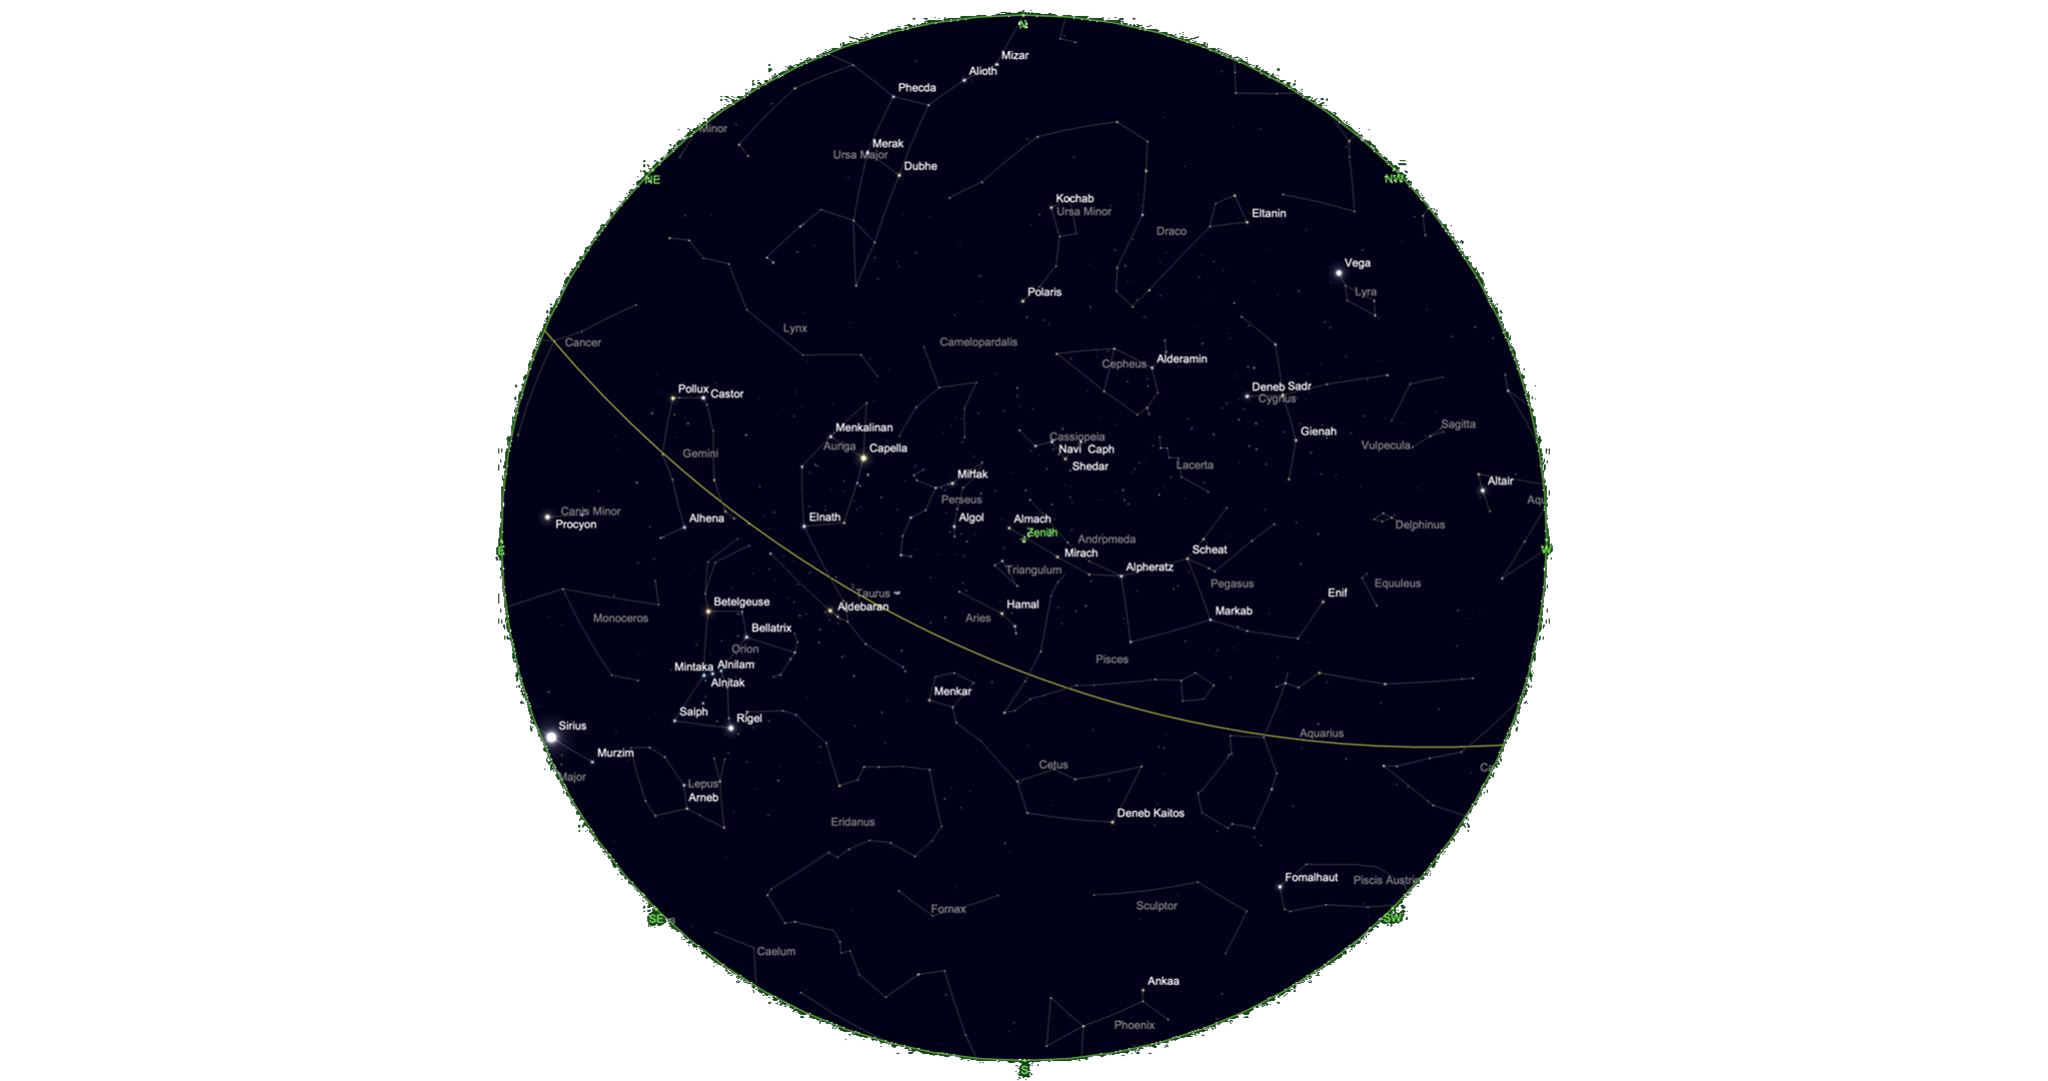 N
Mizar
Alioth
Phecda
Minor
Merak
Ursa Major
Dubhe
NE
NW
Kochab
Ursa Minor
Eltanin
Draco
Vega
Lyra
Polaris
Lynx
Camelopardalis
Cancer
Cepheus
Alderamin
Pollux
Castor
Deneb
Sadr
Cygnus
Menkalinan
Auriga
Capella
Gemini
Cassiopeia
Navi
Caph
Shedar
Gienah
Sagitta
Vulpecula
Lacerta
Mirfak
Perseus
Algol
Altair
Aqu
Canis Minor
Procyon
Alhena
Elnath
Almach
Zenith
Andromeda
Delphinus
E
W
Mirach
Scheat
Triangulum
Alpheratz
Pegasus
Equuleus
Taurus
Enif
Betelgeuse
Aldebaran
Hamal
Aries
Markab
Monoceros
Bellatrix
Orion
Pisces
Mintaka
Alnilam
Alnitak
Menkar
Saiph
Rigel
Sirius
Murzim
Major
Aquarius
Cetus
Ca
Lepus
Arneb
Deneb Kaitos
Eridanus
Fomalhaut
Piscis Austri
Fornax
Sculptor
SE
SW
Caelum
Ankaa
Phoenix
S